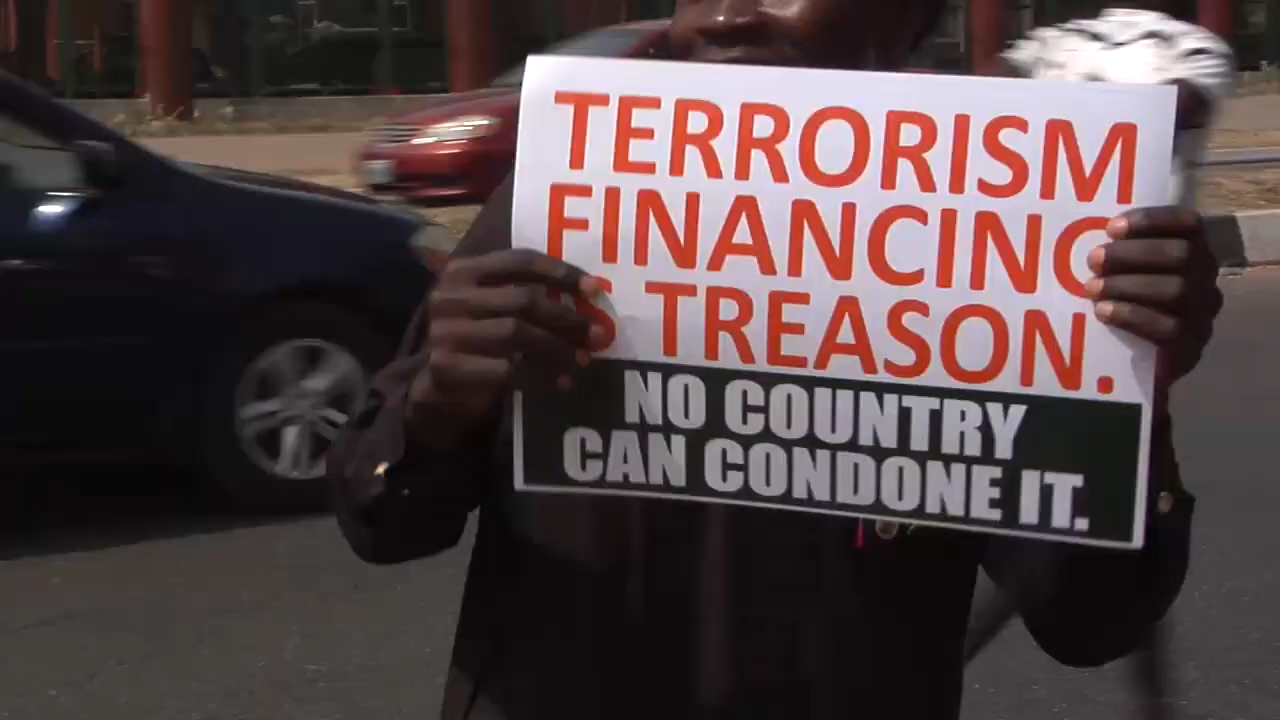 TERRORISM
FINANCING
IS TREASON.
NO COUNTRY
CAN CONDONE IT.